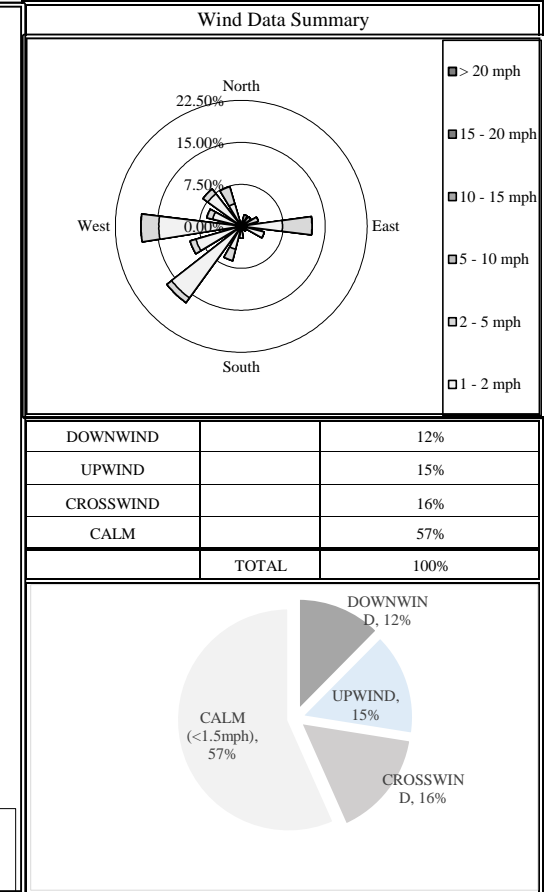 Wind Data Summary
North
22.50%
15.00%
7.50%
0.00%
West
East
South
> 20 mph
15 - 20 mph
10 - 15 mph
5 - 10 mph
2 - 5 mph
1 - 2 mph
DOWNWIND 12%
UPWIND 15%
CROSSWIND 16%
CALM 57%
TOTAL 100%
DOWNWIN
D, 12%
UPWIND,
15%
CROSSWIN
D, 16%
CALM
(<1.5mph),
57%